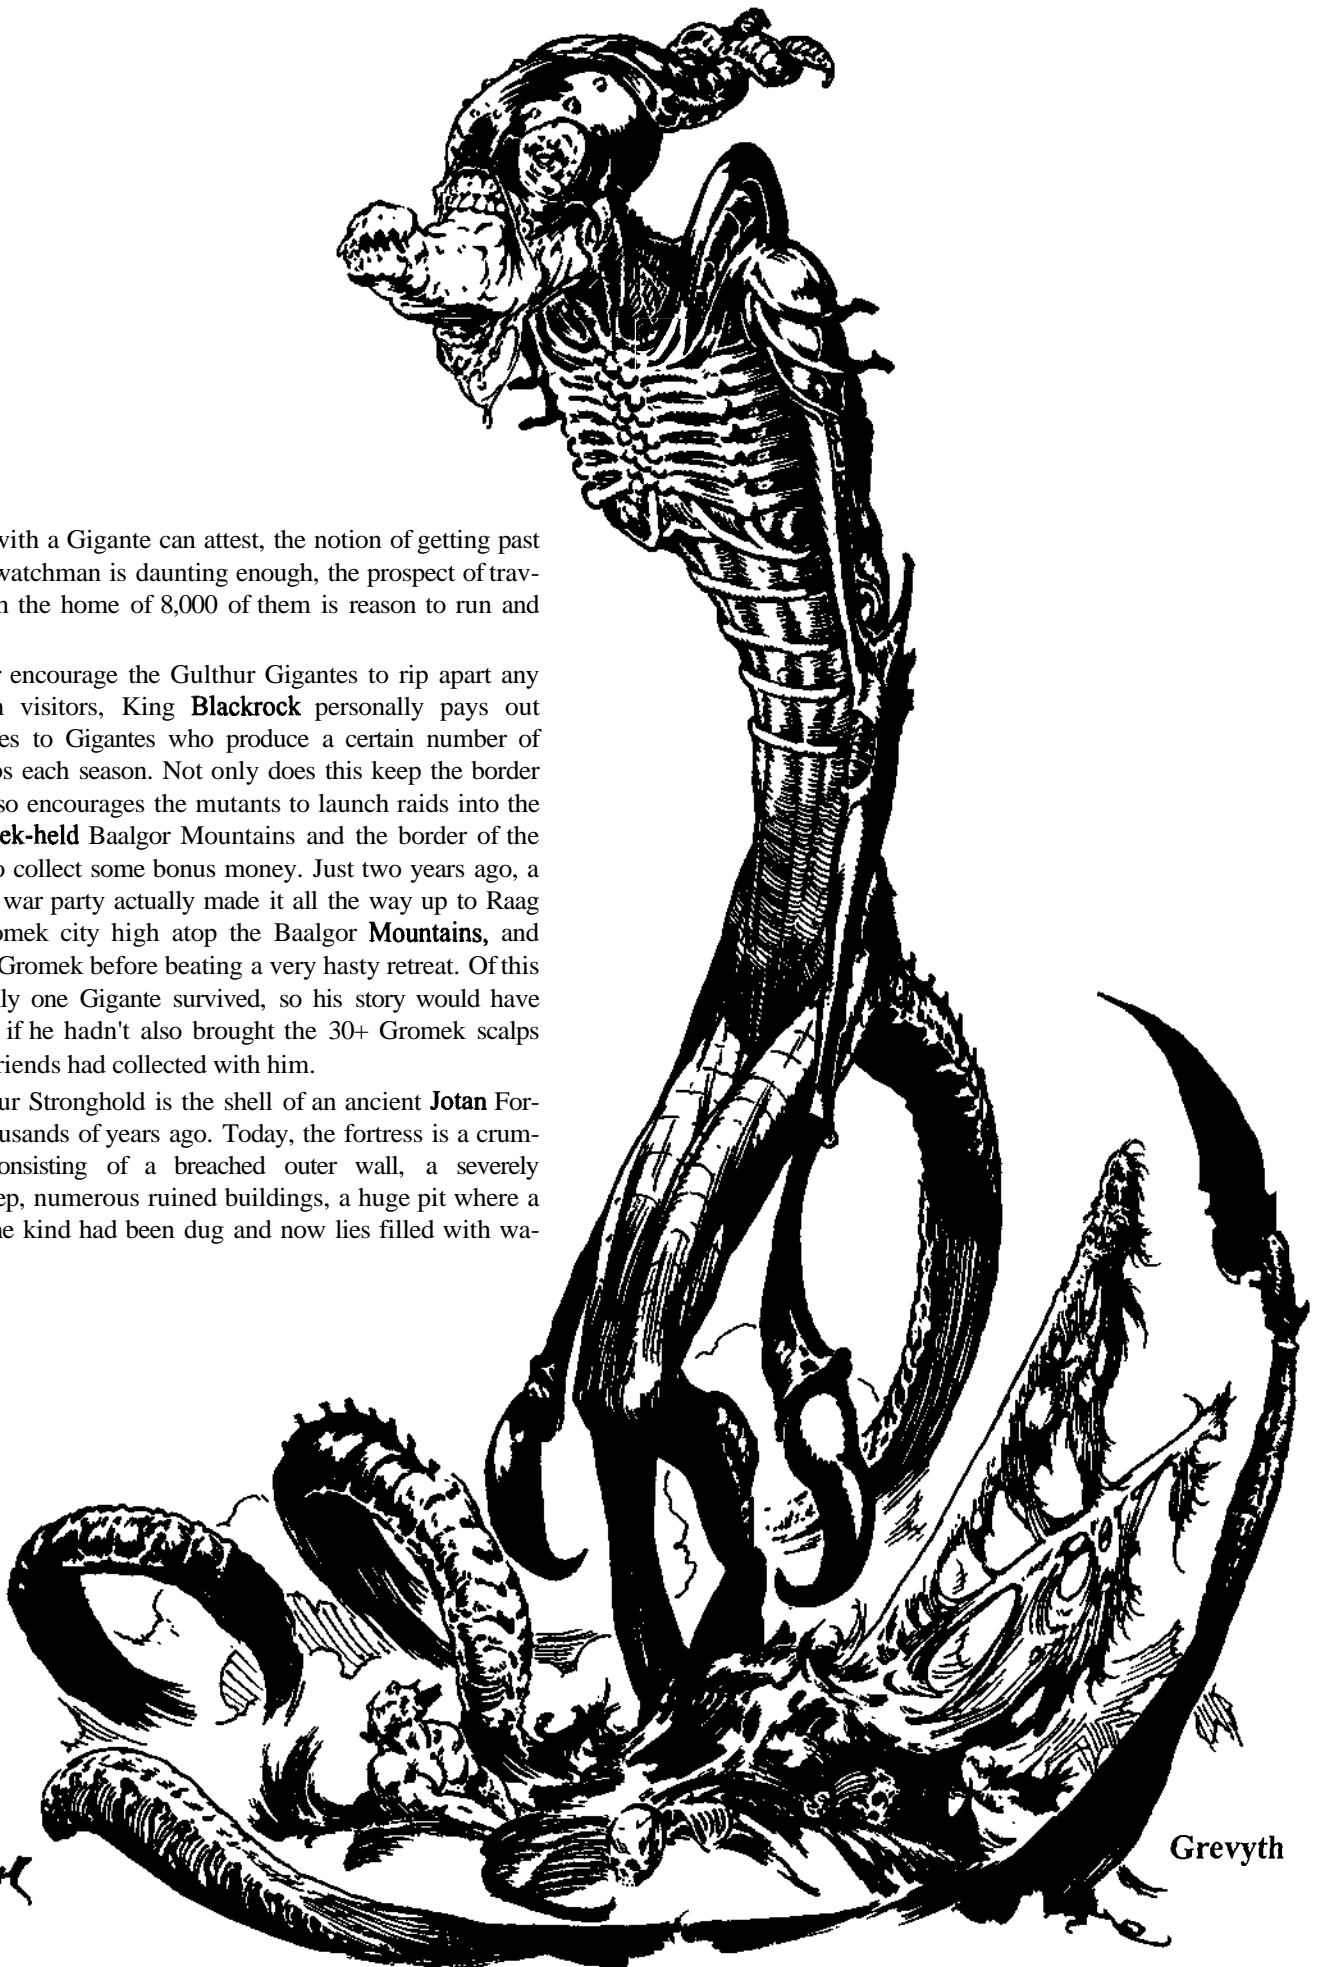 with a Gigante can attest, the notion of getting past
watchman is daunting enough, the prospect of trav-
n the home of 8,000 of them is reason to run and
r encourage the Gulthur Gigantes to rip apart any
n visitors, King Blackrock personally pays out
es to Gigantes who produce a certain number of
os each season. Not only does this keep the border
so encourages the mutants to launch raids into the
ek-held Baalgor Mountains and the border of the
o collect some bonus money. Just two years ago, a
war party actually made it all the way up to Raag
omek city high atop the Baalgor Mountains, and
Gromek before beating a very hasty retreat. Of this
ly one Gigante survived, so his story would have
if he hadn't also brought the 30+ Gromek scalps
riends had collected with him.
ur Stronghold is the shell of an ancient Jotan For-
ousands of years ago. Today, the fortress is a crum-
onsisting of a breached outer wall, a severely
ep, numerous ruined buildings, a huge pit where a
ne kind had been dug and now lies filled with wa-
Grevyth